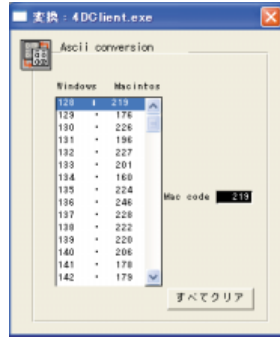 変換 : 4DClient.exe
Ascii conversion
Windows Macintos
128 219
129 · 176
130 · 226
131 · 196
132 · 227
133 · 201
134 · 160
135 · 224
136 · 246
137 · 228
138 · 222
139 · 220
140 · 206
141 · 178
142 · 179
Mac code 219
すべてクリア